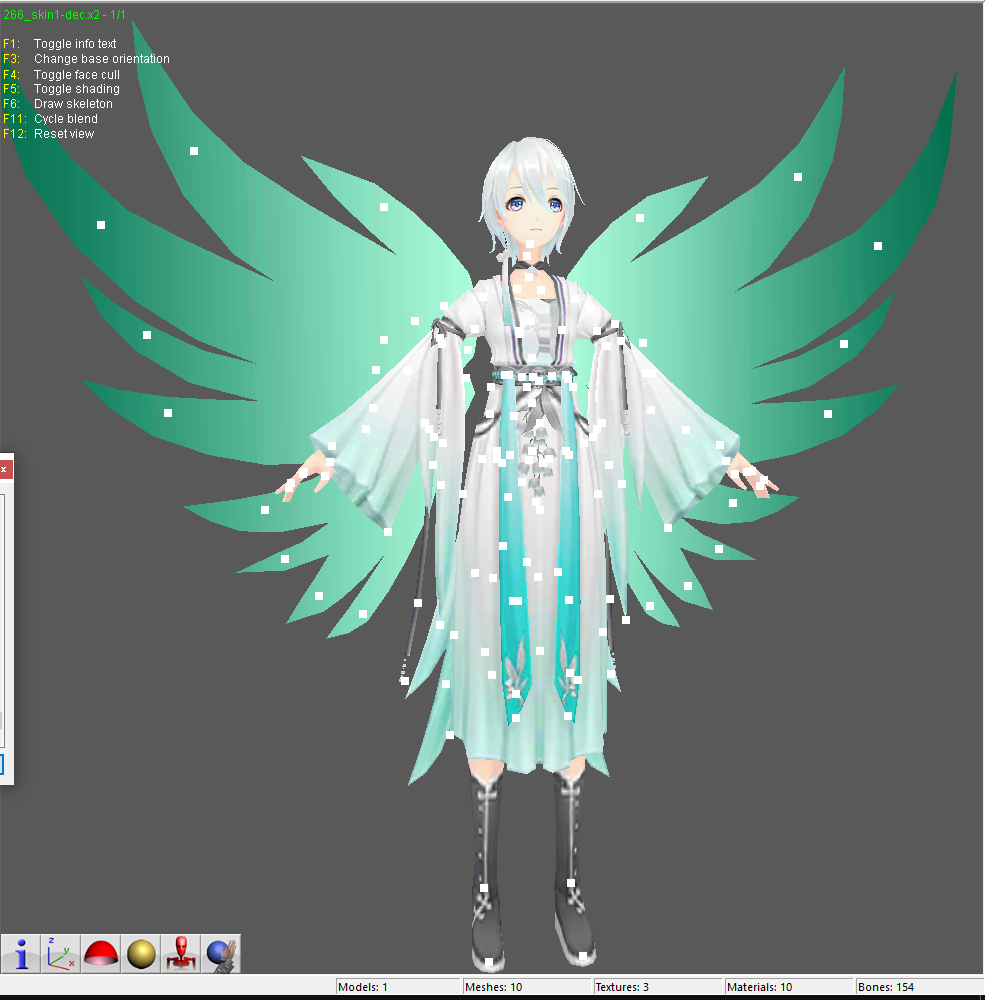 266_skin1-dec.x2 - 1/1
F1: Toggle info text
F3: Change base orientation
F4: Toggle face cull
F5: Toggle shading
F6: Draw skeleton
F11: Cycle blend
F12: Reset view
x
z
y
x
Models: 1
Meshes: 10
Textures: 3
Materials: 10
Bones: 154